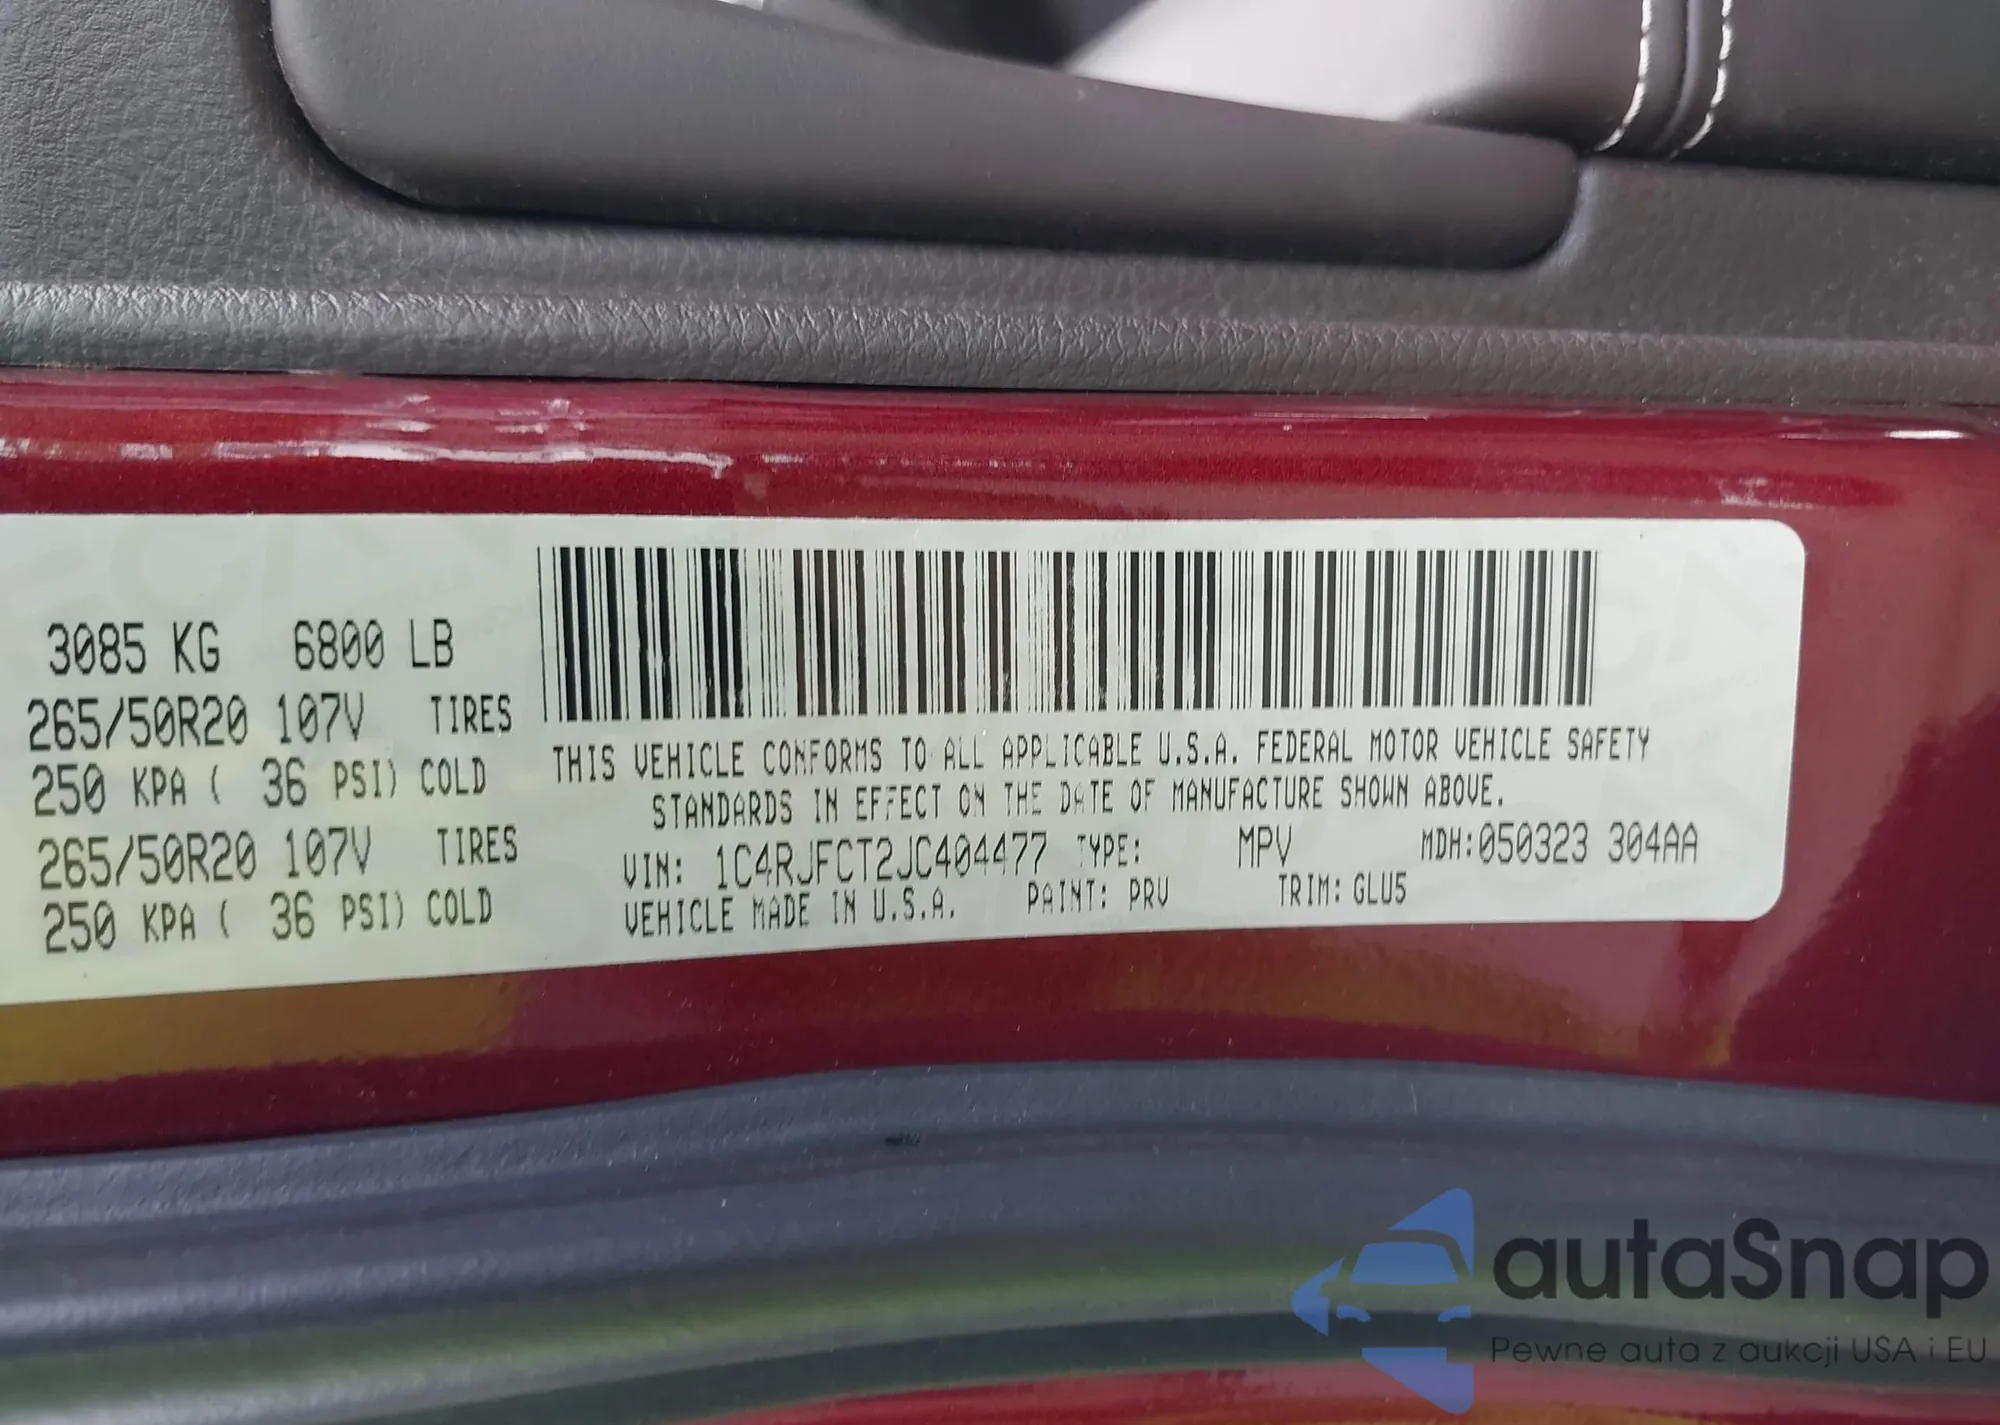 3085 KG 6800 LB
265/50R20 107V TIRES
250 KPA ( 36 PSI) COLD
265/50R20 107V TIRES
250 KPA ( 36 PSI) COLD
THIS VEHICLE CONFORMS TO ALL APPLICABLE U.S.A. FEDERAL MOTOR VEHICLE SAFETY
STANDARDS IN EFFECT ON THE DATE OF MANUFACTURE SHOWN ABOVE.
VIN: 1C4RJFCT2JC404477 TYPE: MPV MDH:050323 304AA
VEHICLE MADE IN U.S.A. PAINT: PRV TRIM: GLU5
autaSnap
Pewne auta z aukcji USA i EU